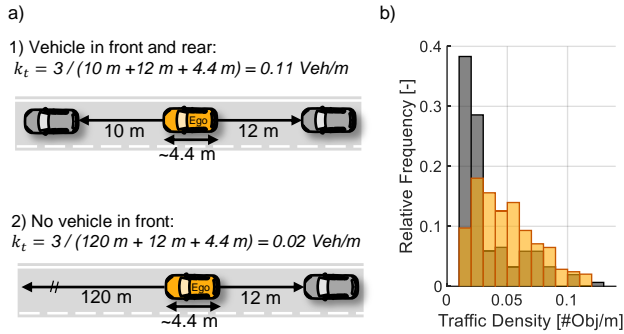 a)
1) Vehicle in front and rear:
k_t = 3 / (10 m +12 m + 4.4 m) = 0.11 Veh/m
Ego
10 m
12 m
~4.4 m
2) No vehicle in front:
k_t = 3 / (120 m + 12 m + 4.4 m) = 0.02 Veh/m
Ego
120 m
12 m
~4.4 m
b)
Relative Frequency [-]
0.4
0.3
0.2
0.1
0
0
0.05
0.1
Traffic Density [#Obj/m]